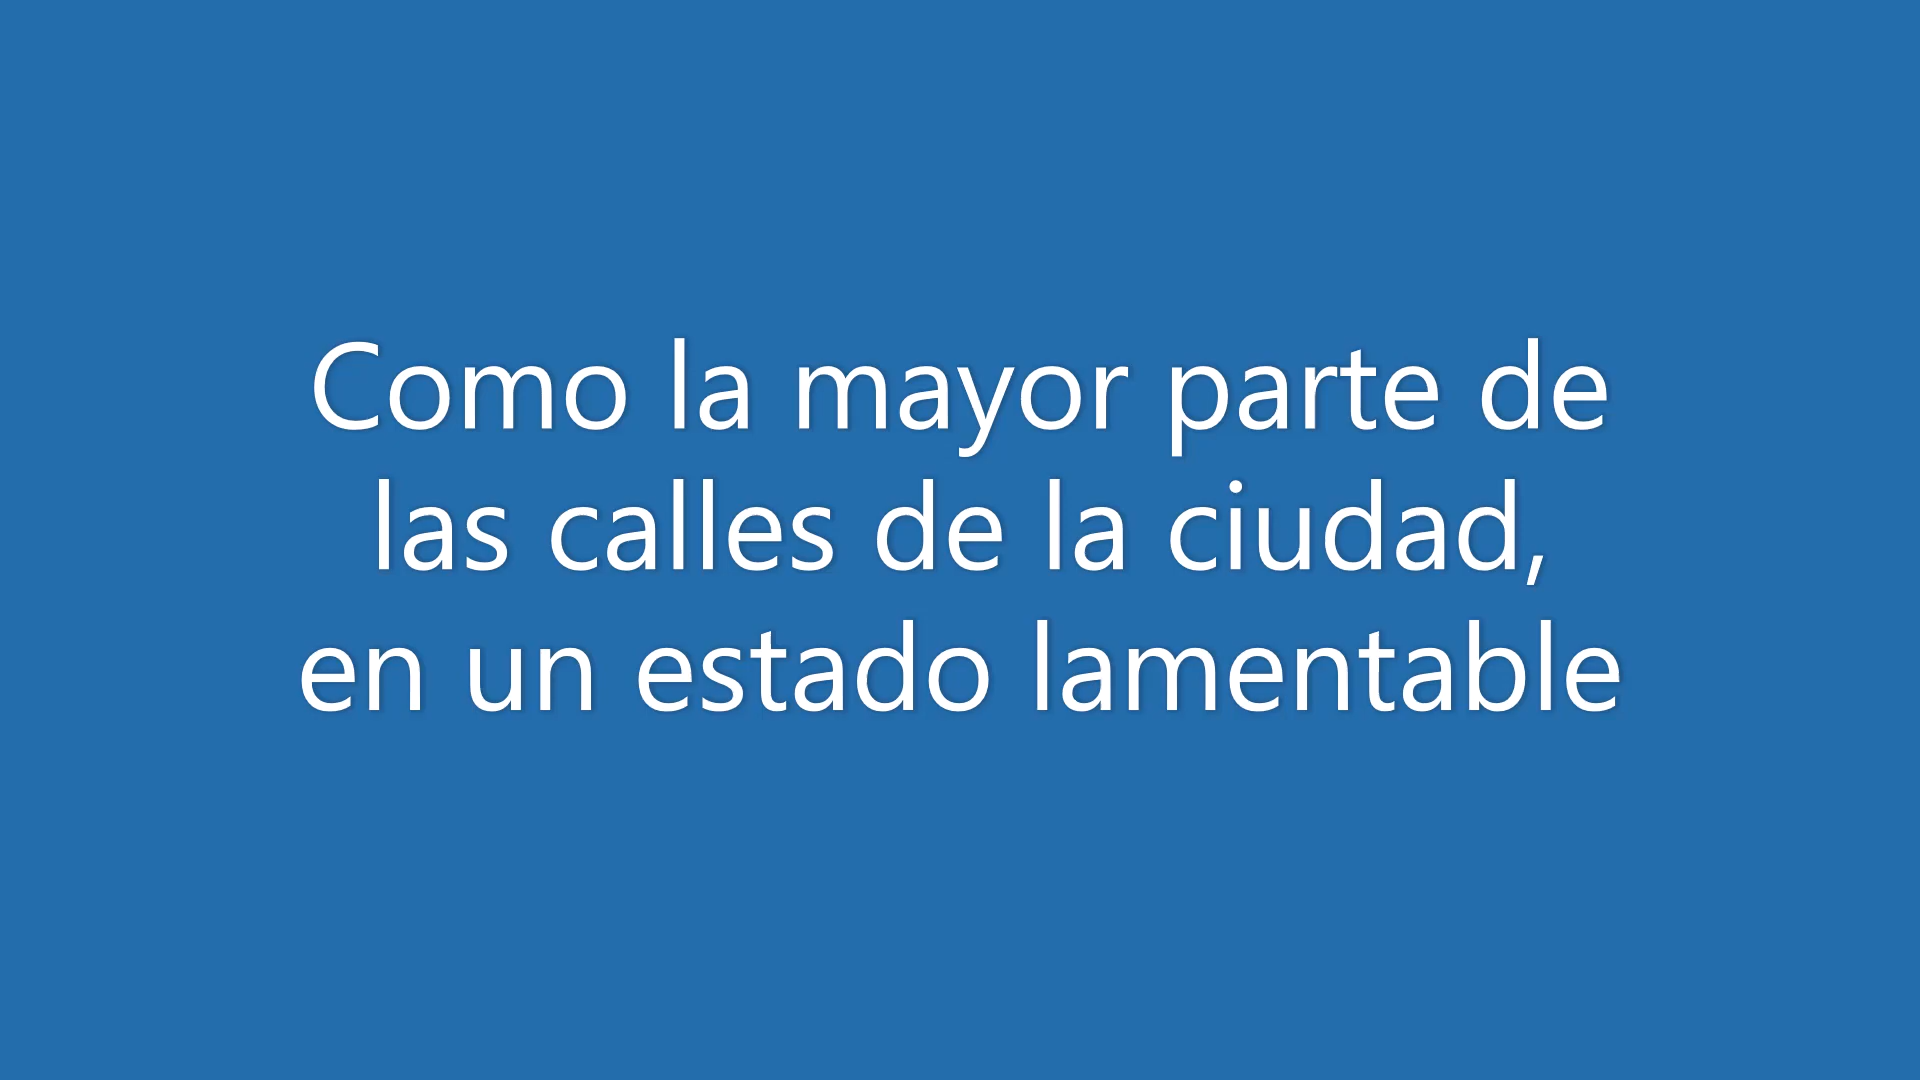 Como la mayor parte de
las calles de la ciudad,
en un estado lamentable